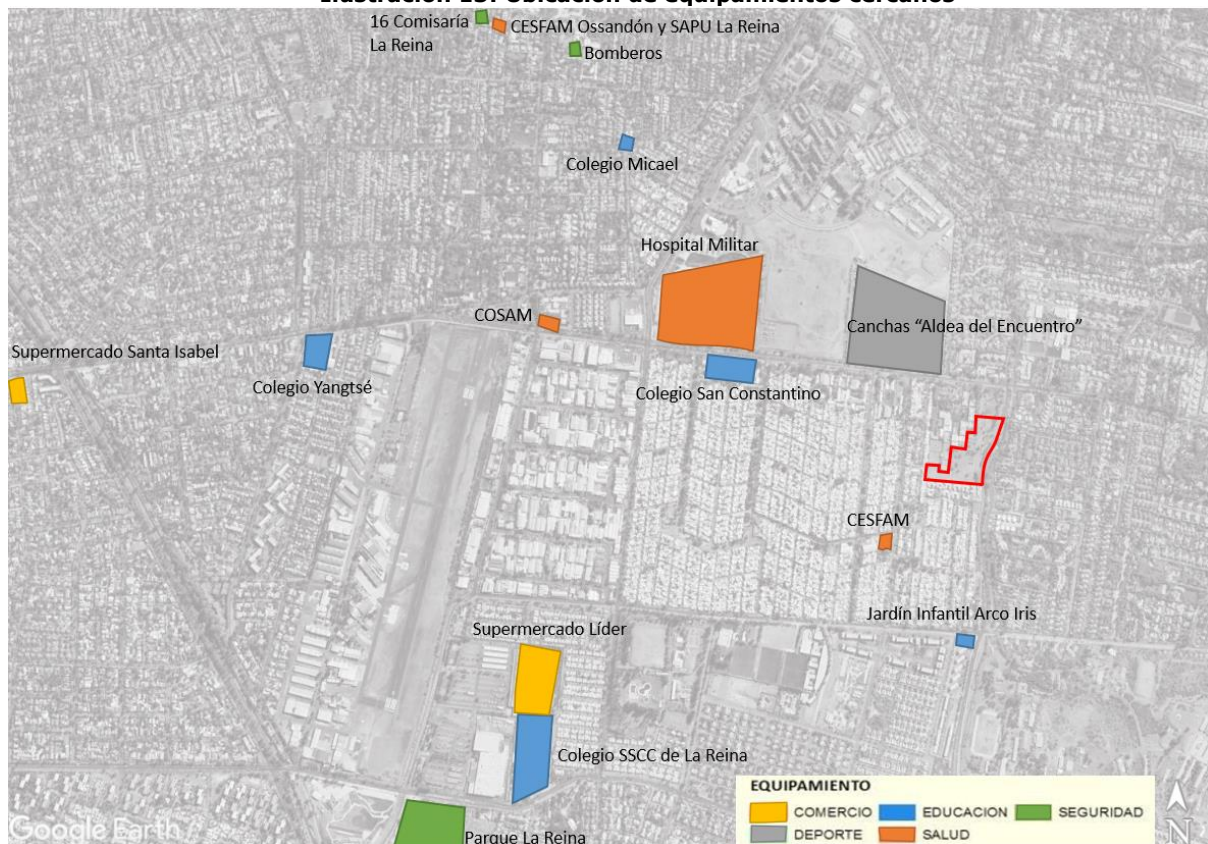 Ilustración 13: Ubicación de equipamientos cercanos
16 Comisaría
La Reina
CESFAM Ossandón y SAPU La Reina
Bomberos
Colegio Micael
Hospital Militar
COSAM
Canchas “Aldea del Encuentro”
Supermercado Santa Isabel
Colegio Yangtsé
Colegio San Constantino
CESFAM
Jardín Infantil Arco Iris
Supermercado Líder
Colegio SSCC de La Reina
Parque La Reina
EQUIPAMIENTO
COMERCIO EDUCACION SEGURIDAD
DEPORTE SALUD
N
Google Earth